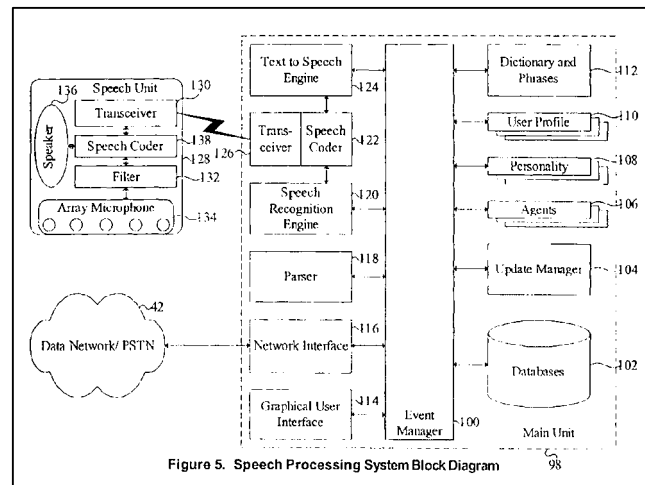 Speech Unit
136
130
Transceiver
Speaker
Speech Coder
138
128
Filter
132
Array Microphone
134
42
Data Network/ PSTN
Text to Speech
Engine
124
Trans-
ceiver
Speech
Coder
126
122
Speech
Recognition
Engine
120
Parser
118
Network Interface
116
Graphical User
Interface
114
Event
Manager
100
Dictionary and
Phrases
112
User Profile
110
Personality
108
Agents
106
Update Manager
104
Databases
102
Main Unit
98
Figure 5. Speech Processing System Block Diagram